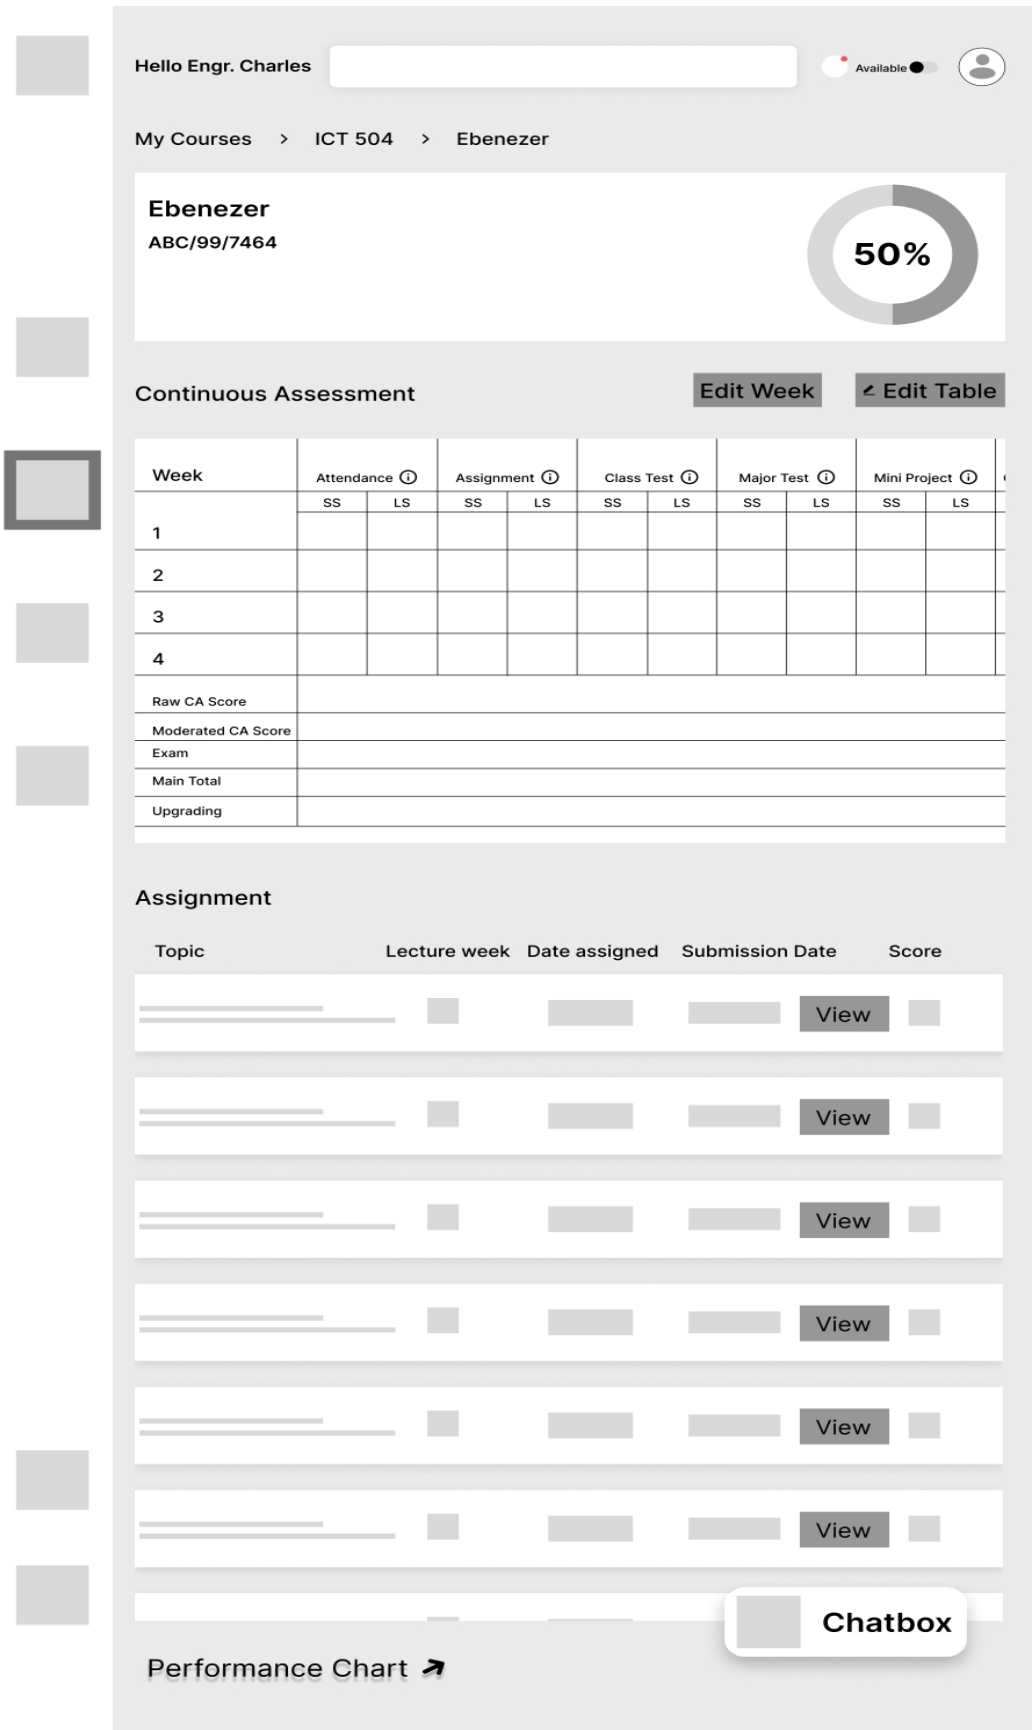 Hello Engr. Charles
Available
My Courses > ICT 504 > Ebenezer
Ebenezer
ABC/99/7464
50%
Continuous Assessment
Edit Week
Edit Table
Week Attendance Assignment Class Test Major Test Mini Project
SS LS SS LS SS LS SS LS SS LS
1
2
3
4
Raw CA Score
Moderated CA Score
Exam
Main Total
Upgrading
Assignment
Topic Lecture week Date assigned Submission Date Score
View
View
View
View
View
View
Chatbox
Performance Chart